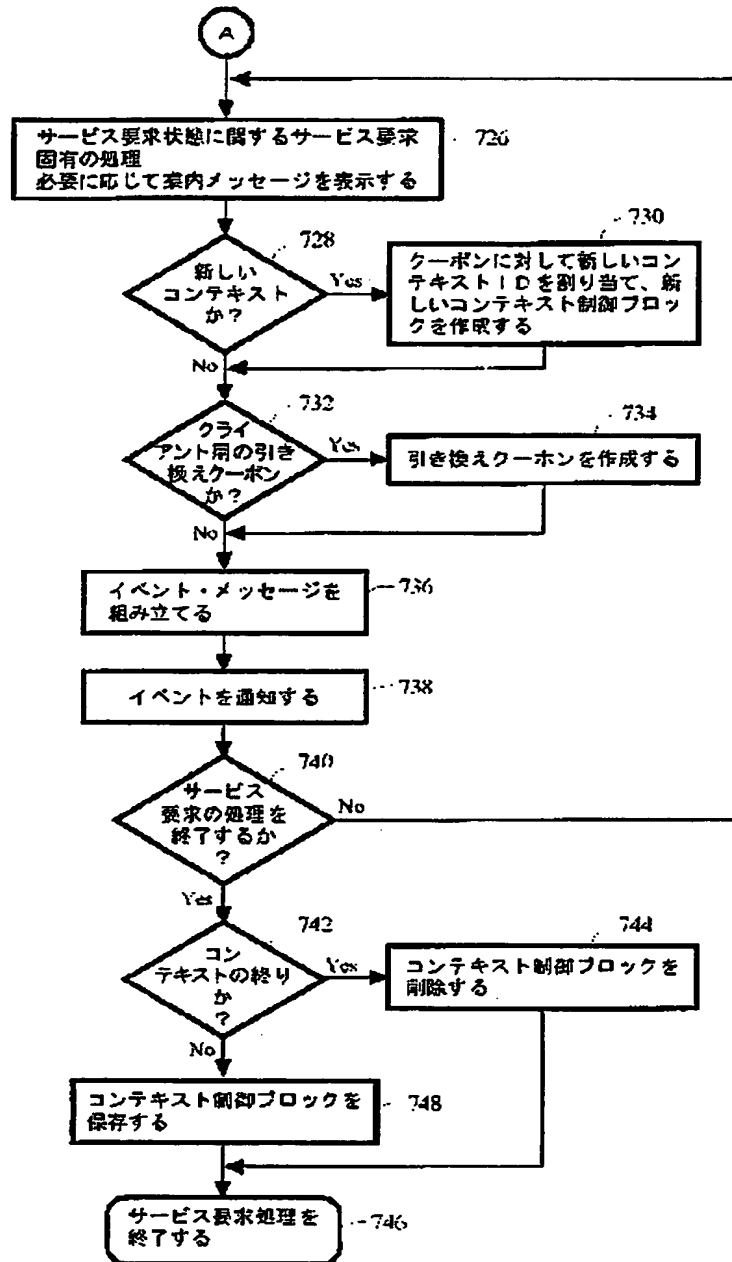 A
サービス要求状態に関するサービス要求
固有の処理
必要に応じて案内メッセージを表示する
726
新しい
コンテキスト
か?
728
Yes
クーポンに対して新しいコン
テキストIDを割り当て、新
しいコンテキスト制御ブロッ
クを作成する
730
No
クライ
アント用の引き
換えクーポン
か?
732
Yes
引き換えクーポンを作成する
734
No
イベント・メッセージを
組み立てる
736
イベントを通知する
738
サービス
要求の処理を
終了するか
?
740
No
Yes
コン
テキストの終り
か
?
742
Yes
コンテキスト制御ブロックを
削除する
744
No
コンテキスト制御ブロックを
保存する
748
サービス要求処理を
終了する
746